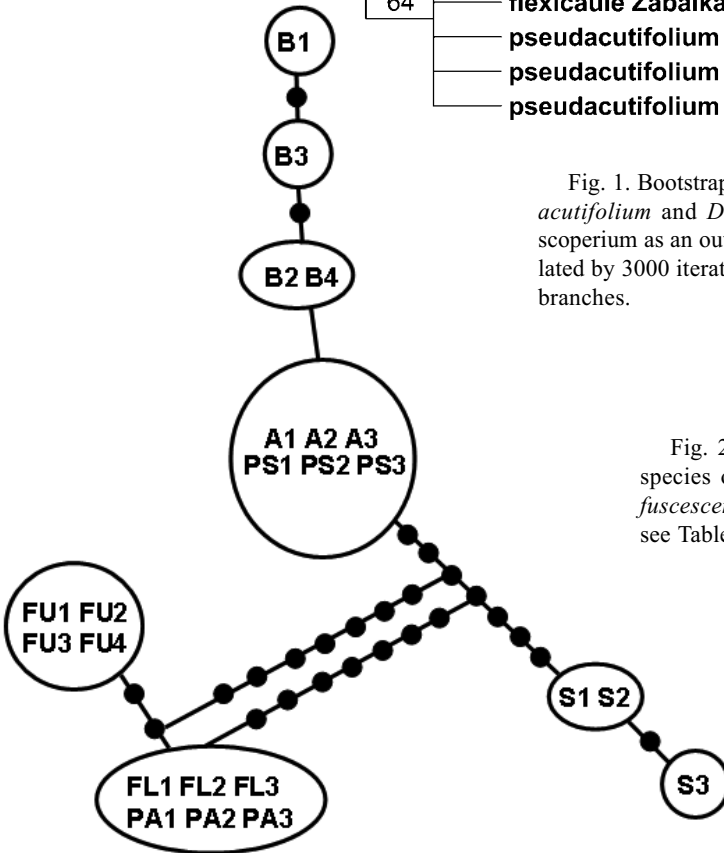 64
flexicaule Zabaika
pseudacutifolium
pseudacutifolium
pseudacutifolium
Fig. 1. Bootstrap
acutifolium and D
scoperium as an ou
lated by 3000 iterat
branches.
Fig. 2
species o
fuscescer
see Table
B1
B3
B2 B4
A1 A2 A3
PS1 PS2 PS3
FU1 FU2
FU3 FU4
S1 S2
S3
FL1 FL2 FL3
PA1 PA2 PA3